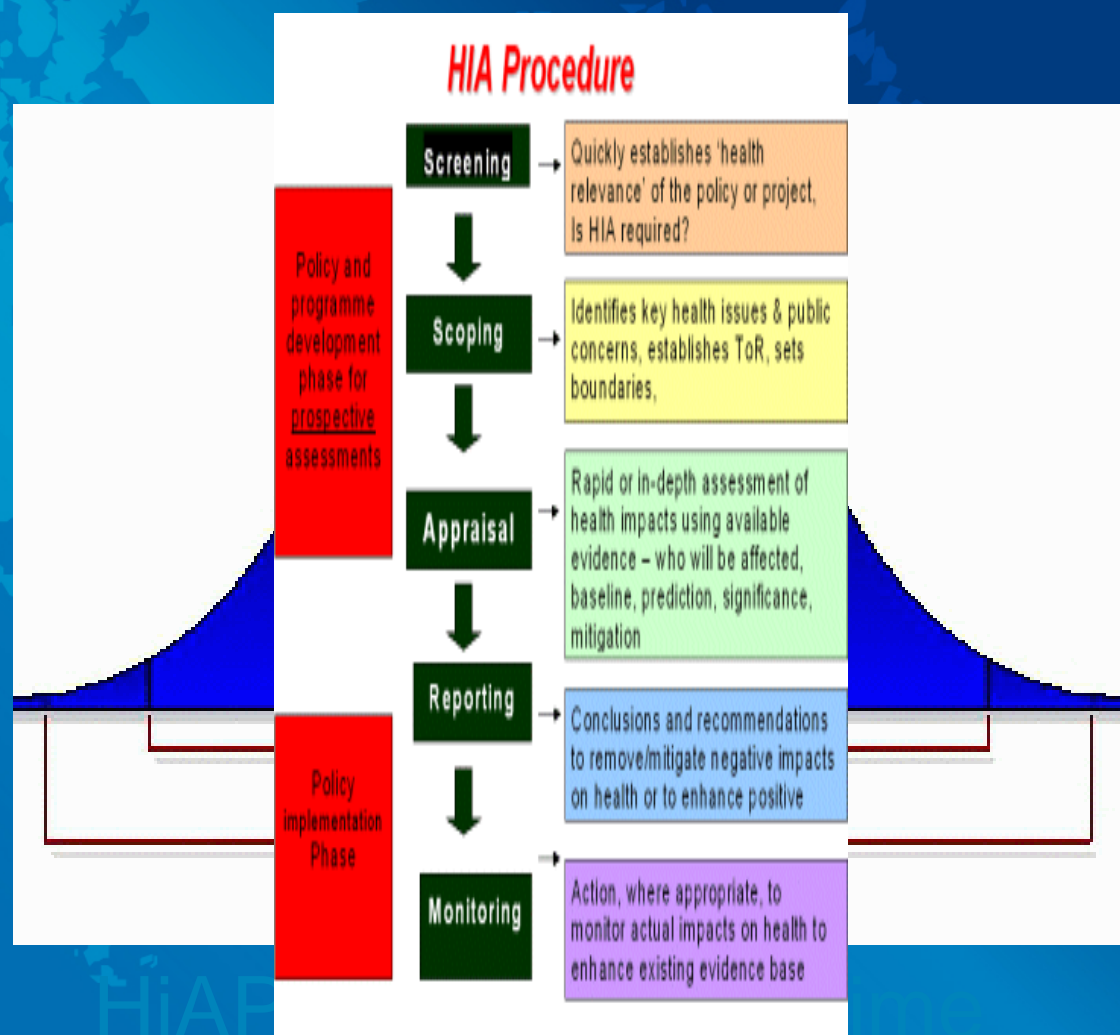 HIA Procedure
Screening
Quickly establishes ‘health
relevance’ of the policy or project,
Is HIA required?
Policy and
programme
development
phase for
prospective
assessments
Scoping
Identifies key health issues & public
concerns, establishes ToR, sets
boundaries,
Appraisal
Rapid or in-depth assessment of
health impacts using available
evidence – who will be affected,
baseline, prediction, significance,
mitigation
Reporting
Conclusions and recommendations
to remove/mitigate negative impacts
on health or to enhance positive
Policy
implementation
Phase
Monitoring
Action, where appropriate, to
monitor actual impacts on health to
enhance existing evidence base
HiAP